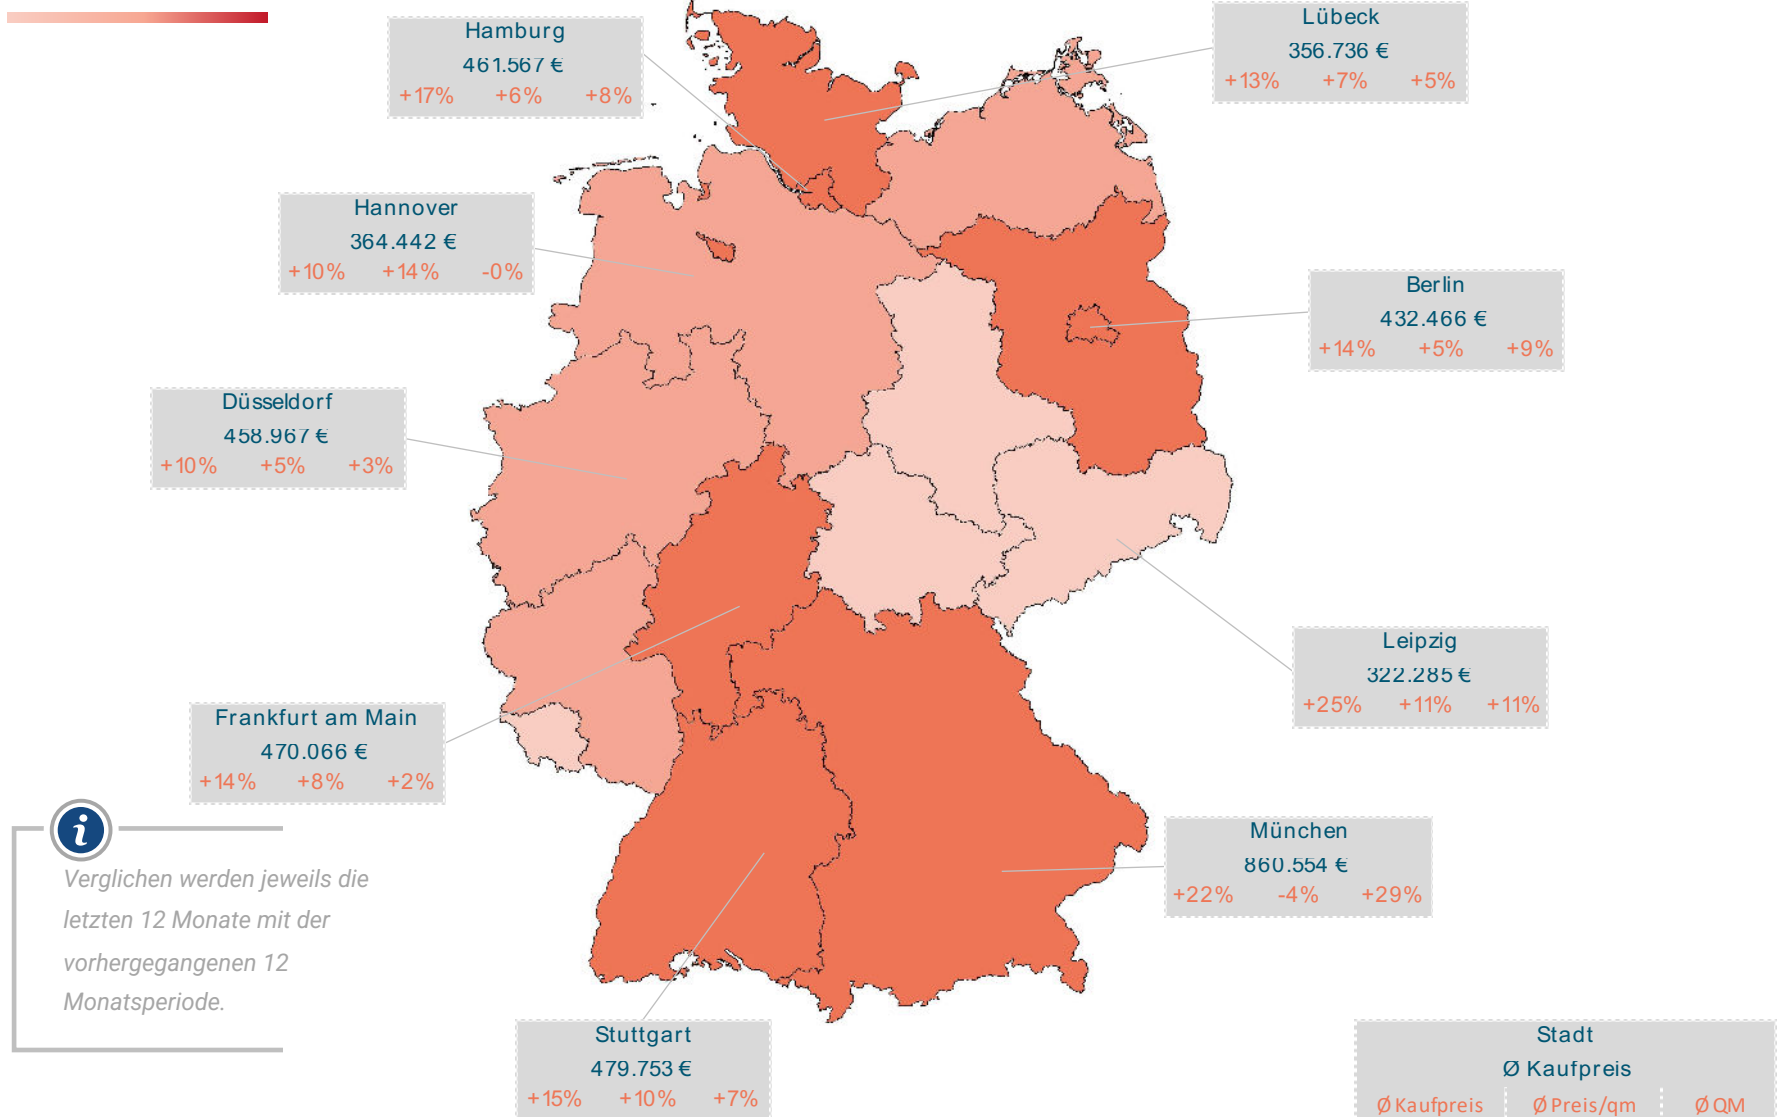 Hamburg
461.567 €
+17% +6% +8%
Lübeck
356.736 €
+13% +7% +5%
Hannover
364.442 €
+10% +14% -0%
Berlin
432.466 €
+14% +5% +9%
Düsseldorf
458.967 €
+10% +5% +3%
Leipzig
322.285 €
+25% +11% +11%
Frankfurt am Main
470.066 €
+14% +8% +2%
München
860.554 €
+22% -4% +29%
i
Verglichen werden jeweils die
letzten 12 Monate mit der
vorhergegangenen 12
Monatsperiode.
Stuttgart
479.753 €
+15% +10% +7%
Stadt
Ø Kaufpreis
Ø Kaufpreis Ø Preis/qm Ø QM